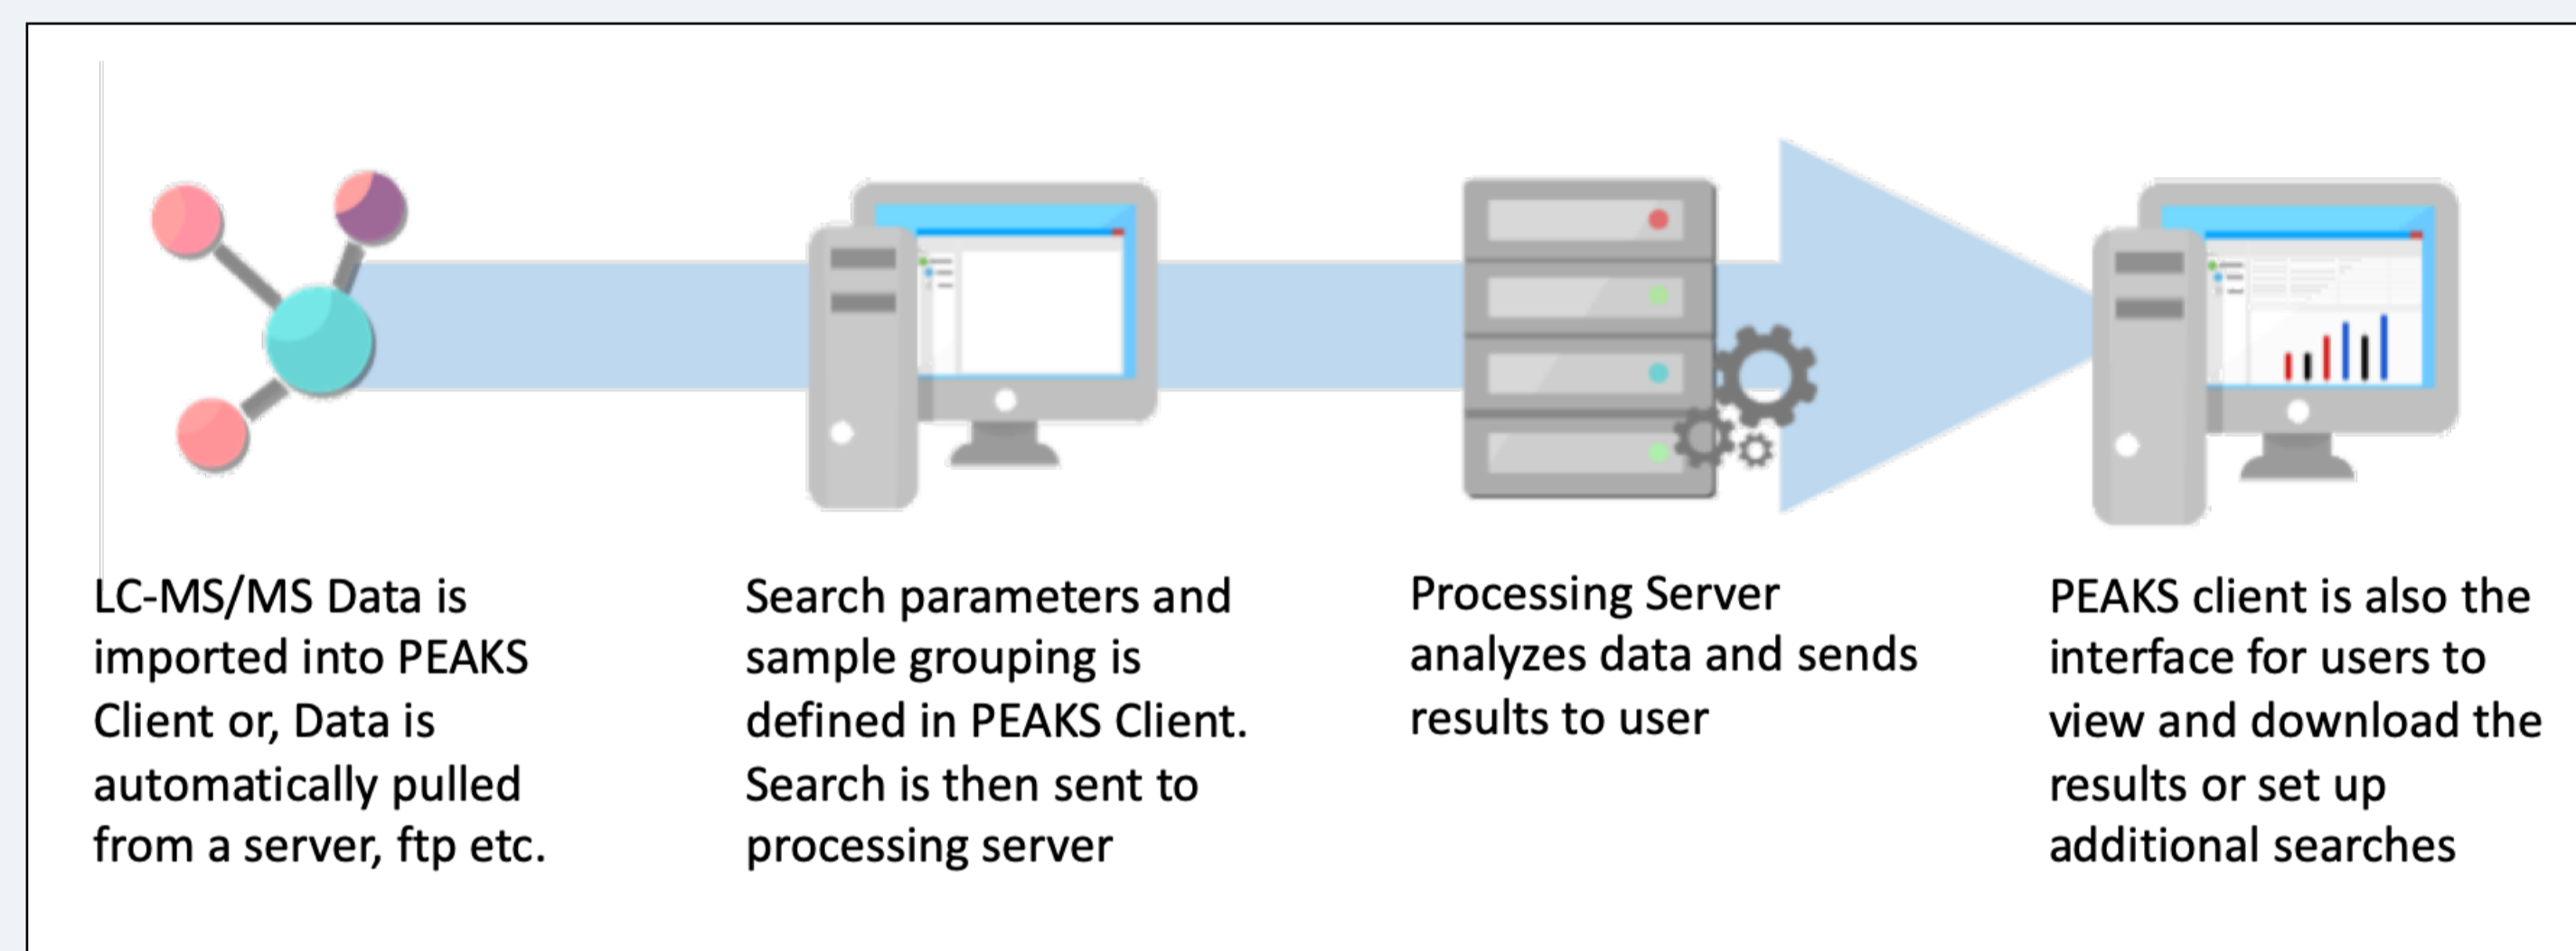 LC-MS/MS Data is
imported into PEAKS
Client or, Data is
automatically pulled
from a server, ftp etc.
Search parameters and
sample grouping is
defined in PEAKS Client.
Search is then sent to
processing server
Processing Server
analyzes data and sends
results to user
PEAKS client is also the
interface for users to
view and download the
results or set up
additional searches